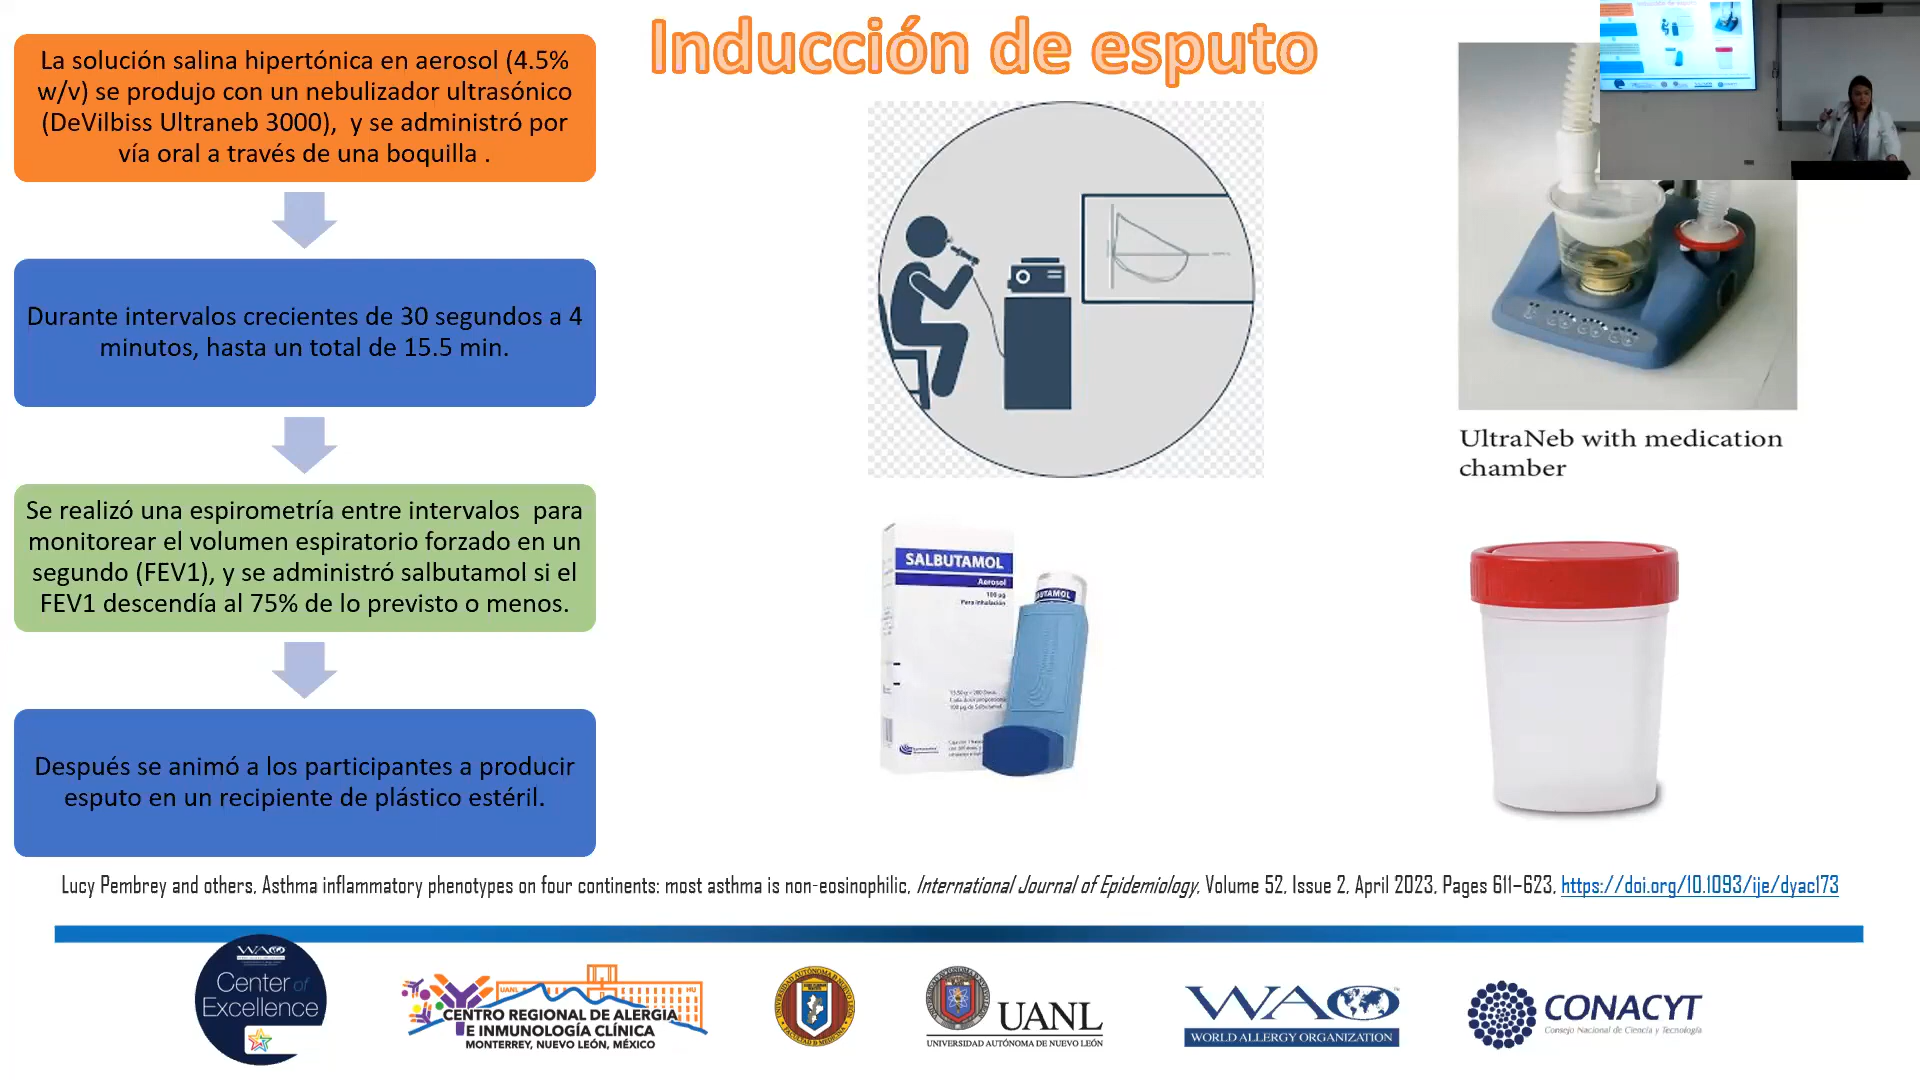 Inducción de esputo
La solución salina hipertónica en aerosol (4.5%
w/v) se produjo con un nebulizador ultrasónico
(DeVilbiss Ultraneb 3000),  y se administró por
vía oral a través de una boquilla .
Durante intervalos crecientes de 30 segundos a 4
minutos, hasta un total de 15.5 min.
Se realizó una espirometría entre intervalos  para
monitorear el volumen espiratorio forzado en un
segundo (FEV1), y se administró salbutamol si el
FEV1 descendía al 75% de lo previsto o menos.
Después se animó a los participantes a producir
esputo en un recipiente de plástico estéril.
UltraNeb with medication
chamber
SALBUTAMOL
Aerosol
100 µg
Para inhalación
Lucy Pembrey and others, Asthma inflammatory phenotypes on four continents: most asthma is non-eosinophilic, International Journal of Epidemiology, Volume 52, Issue 2, April 2023, Pages 611–623, https://doi.org/10.1093/ije/dyac173
WAO
Center of
Excellence
UANL
HU
CENTRO REGIONAL DE ALERGIA
E INMUNOLOGÍA CLÍNICA
MONTERREY, NUEVO LEÓN, MÉXICO
UANL
UNIVERSIDAD AUTÓNOMA DE NUEVO LEÓN
WAO
WORLD ALLERGY ORGANIZATION
CONACYT
Consejo Nacional de Ciencia y Tecnología